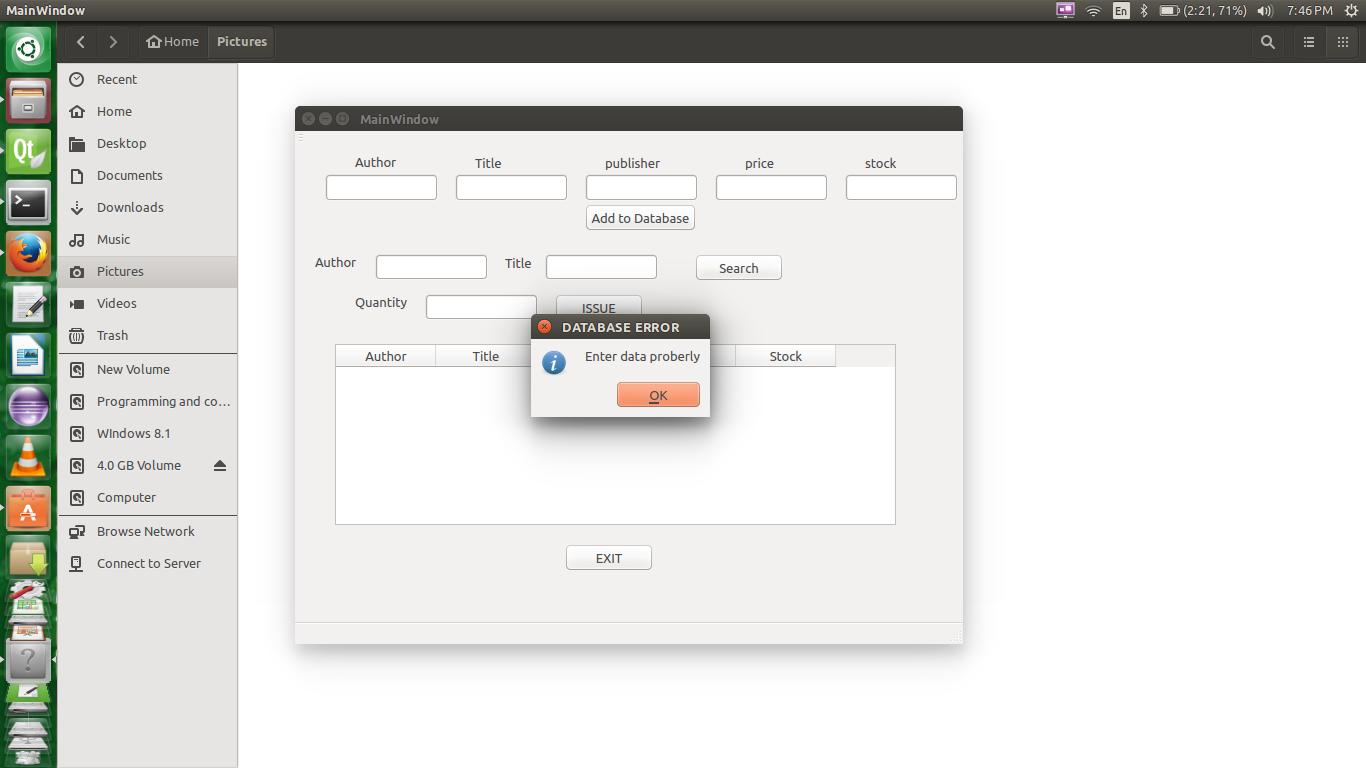 MainWindow
En
(2:21, 71%)
7:46 PM
Home
Pictures
Recent
Home
Desktop
Documents
Downloads
Music
Pictures
Videos
Trash
New Volume
Programming and co...
WIndows 8.1
4.0 GB Volume
Computer
Browse Network
Connect to Server
Qt
MainWindow
Author Title publisher price stock
Add to Database
Author Title Search
Quantity ISSUE
DATABASE ERROR
Enter data proberly
OK
Author Title Stock
EXIT